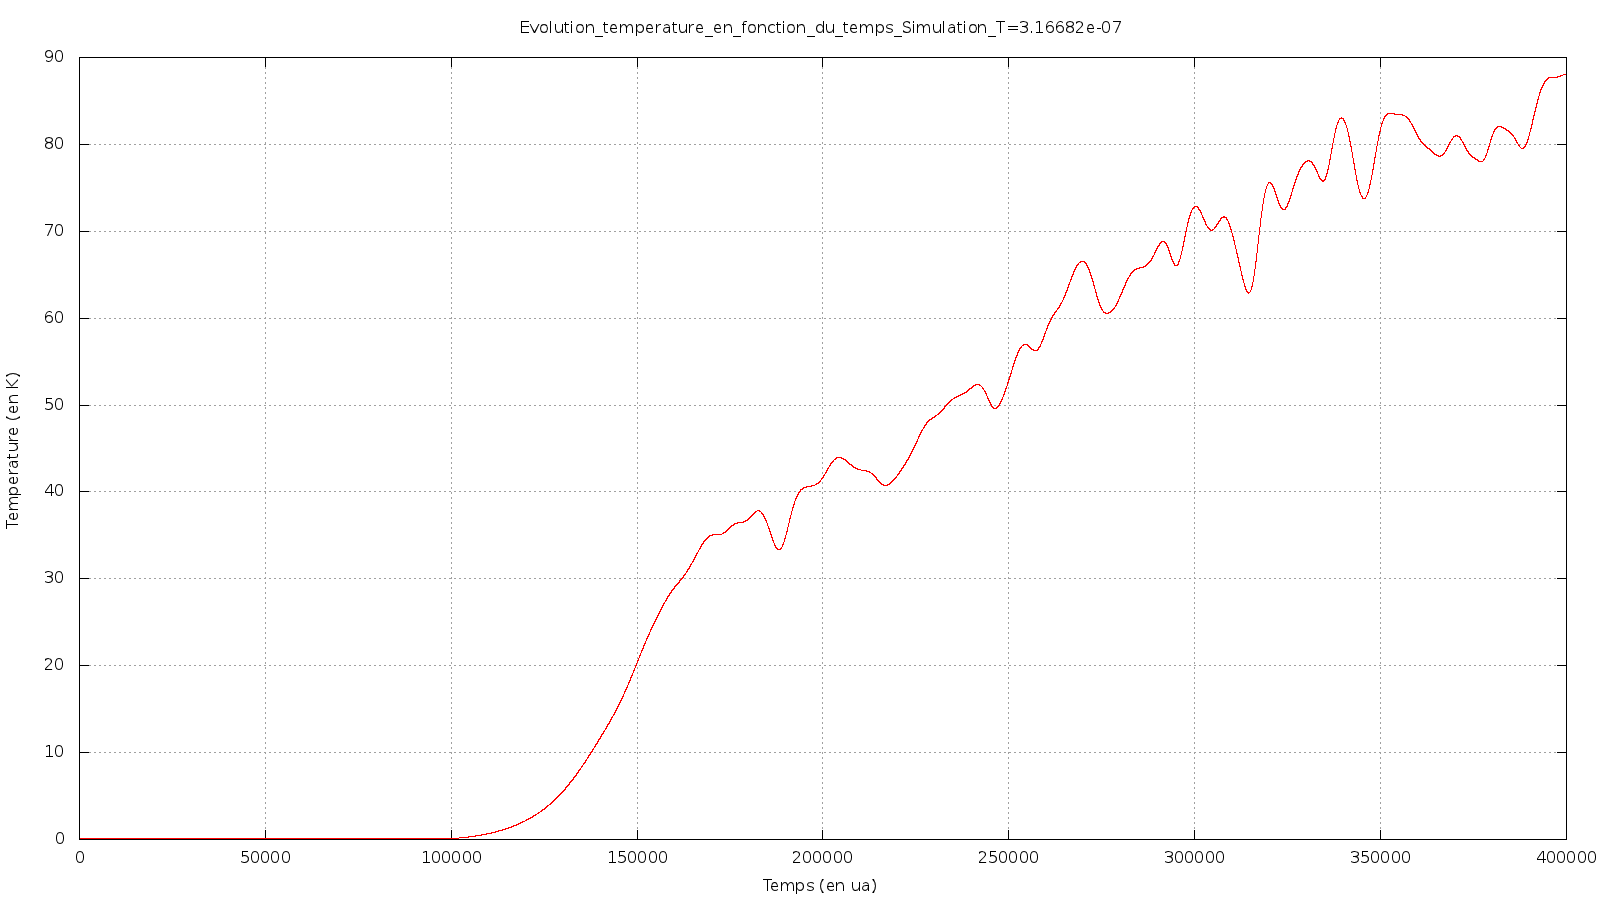 Evolution_temperature_en_fonction_du_temps_Simulation_T=3.16682e-07
90
80
70
60
50
40
30
20
10
0
Temperature (en K)
0 50000 100000 150000 200000 250000 300000 350000 400000
Temps (en ua)